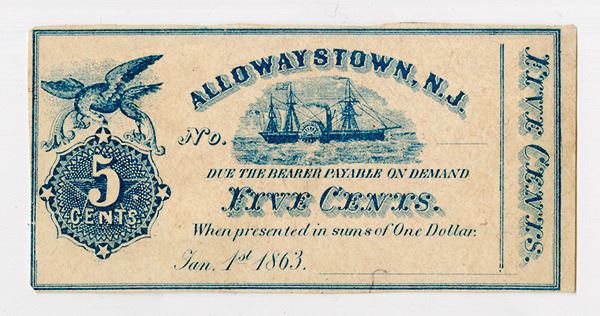 ALLOWAYSTOWN, N.J.
5
CENTS
No.
DUE THE BEARER PAYABLE ON DEMAND
FIVE CENTS.
When presented in sums of One Dollar.
Jan. 1st 1863.
FIVE CENTS.